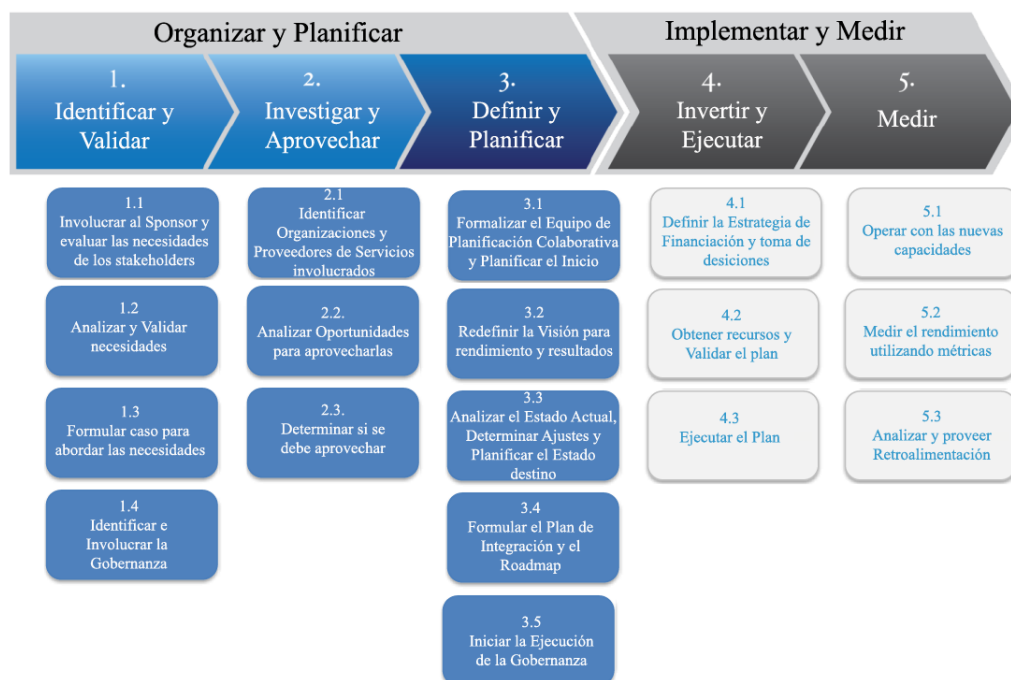 Organizar y Planificar
Implementar y Medir
1.
Identificar y
Validar
2.
Investigar y
Aprovechar
3.
Definir y
Planificar
4.
Invertir y
Ejecutar
5.
Medir
1.1
Involucrar al Sponsor y
evaluar las necesidades
de los stakeholders
1.2
Analizar y Validar
necesidades
1.3
Formular caso para
abordar las necesidades
1.4
Identificar e
Involucrar la
Gobernanza
2.1
Identificar
Organizaciones y
Proveedores de Servicios
involucrados
2.2.
Analizar Oportunidades
para aprovecharlas
2.3.
Determinar si se
debe aprovechar
3.1
Formalizar el Equipo de
Planificación Colaborativa
y Planificar el Inicio
3.2
Redefinir la Visión para
rendimiento y resultados
3.3
Analizar el Estado Actual,
Determinar Ajustes y
Planificar el Estado
destino
3.4
Formular el Plan de
Integración y el
Roadmap
3.5
Iniciar la Ejecución
de la Gobernanza
4.1
Definir la Estrategia de
Financiación y toma de
desiciones
4.2
Obtener recursos y
Validar el plan
4.3
Ejecutar el Plan
5.1
Operar con las nuevas
capacidades
5.2
Medir el rendimiento
utilizando métricas
5.3
Analizar y proveer
Retroalimentación